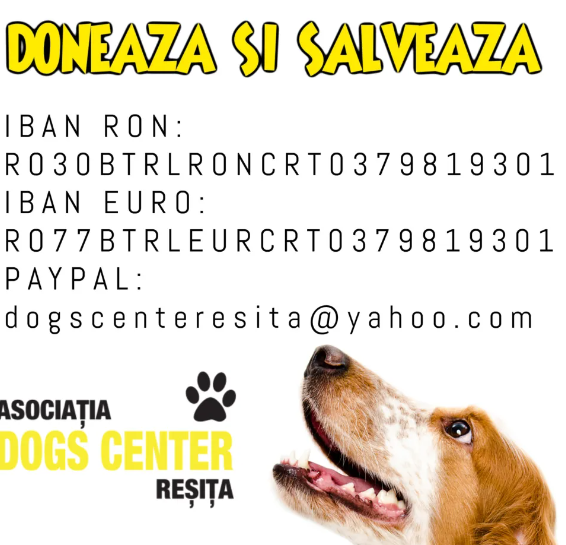 DONEAZA SI SALVEAZA
IBAN RON:
RO30BTRLRONCRT0379819301
IBAN EURO:
RO77BTRLEURCRT0379819301
PAYPAL:
dogscenteresita@yahoo.com
ASOCIAȚIA
DOGS CENTER
REȘIȚA